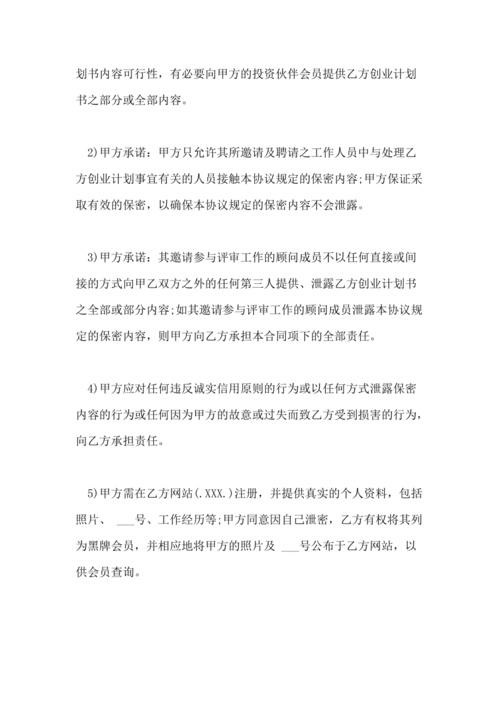 划书内容可行性，有必要向甲方的投资伙伴会员提供乙方创业计划
书之部分或全部内容。
2)甲方承诺：甲方只允许其所邀请及聘请之工作人员中与处理乙
方创业计划事宜有关的人员接触本协议规定的保密内容;甲方保证采
取有效的保密，以确保本协议规定的保密内容不会泄露。
3)甲方承诺：其邀请参与评审工作的顾问成员不以任何直接或间
接的方式向甲乙双方之外的任何第三人提供、泄露乙方创业计划书
之全部或部分内容;如其邀请参与评审工作的顾问成员泄露本协议规
定的保密内容，则甲方向乙方承担本合同项下的全部责任。
4)甲方应对任何违反诚实信用原则的行为或以任何方式泄露保密
内容的行为或任何因为甲方的故意或过失而致乙方受到损害的行为，
向乙方承担责任。
5)甲方需在乙方网站(.XXX.)注册，并提供真实的个人资料，包括
照片、 ___号、工作经历等;甲方同意因自己泄密，乙方有权将其列
为黑牌会员，并相应地将甲方的照片及 ___号公布于乙方网站，以
供会员查询。